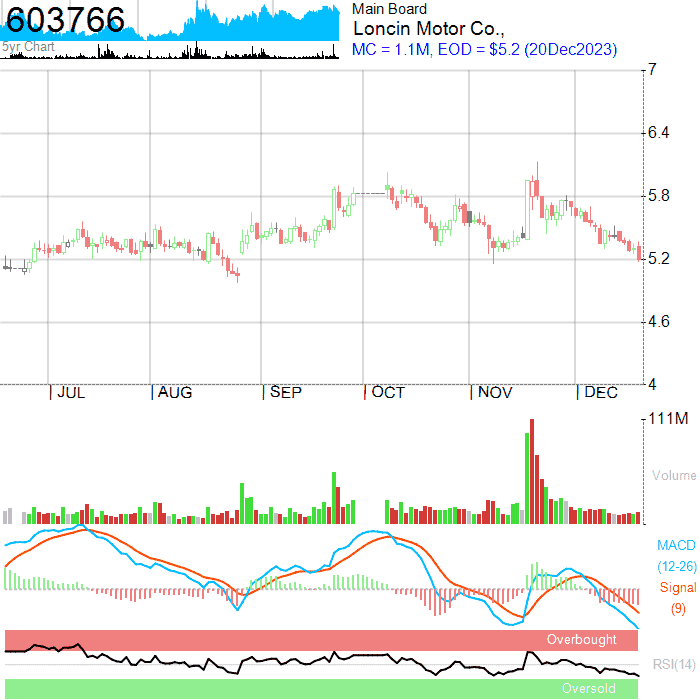 603766
5yr Chart
Main Board
Loncin Motor Co.,
MC = 1.1M, EOD = $5.2 (20Dec2023)
7
6.4
5.8
5.2
4.6
4
JUL AUG SEP OCT NOV DEC
111M
Volume
MACD
(12-26)
Signal
(9)
Overbought
RSI(14)
Oversold